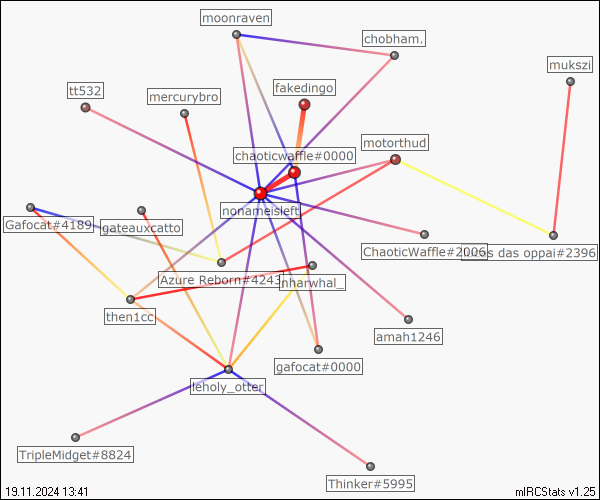 moonraven
chobham.
mukszi
tt532
fakedingo
mercurybro
motorthud
chaoticwaffle#0000
nonameisleft
Gafocat#4189
gateauxcatto
ChaoticWaffle#2006
das oppai#2396
Azure Reborn#4243
nharwhal_
then1cc
amah1246
gafocat#0000
leholy_otter
TripleMidget#8824
Thinker#5995
19.11.2024 13:41
mIRCStats v1.25